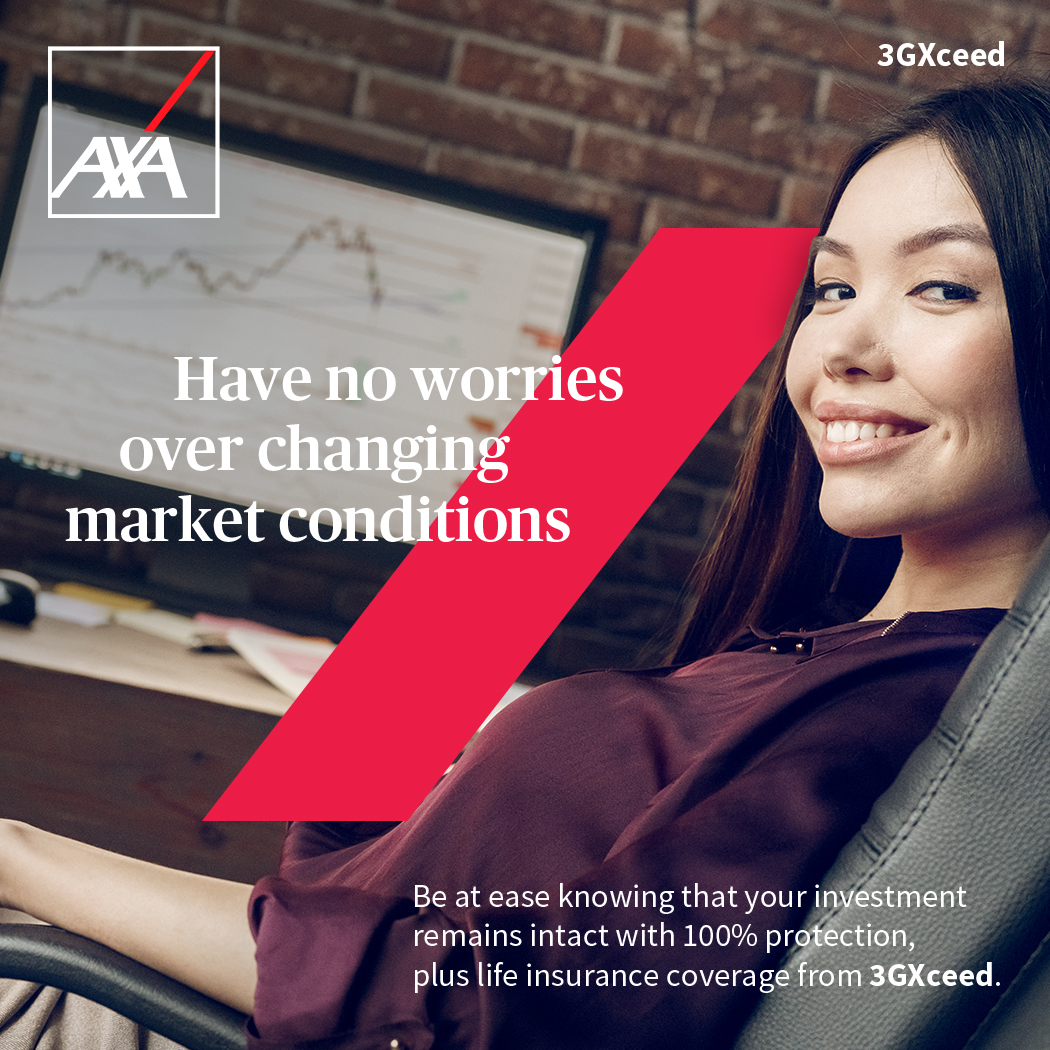 AXA
3GXceed
Have no worries
over changing
market conditions
Be at ease knowing that your investment
remains intact with 100% protection,
plus life insurance coverage from 3GXceed.